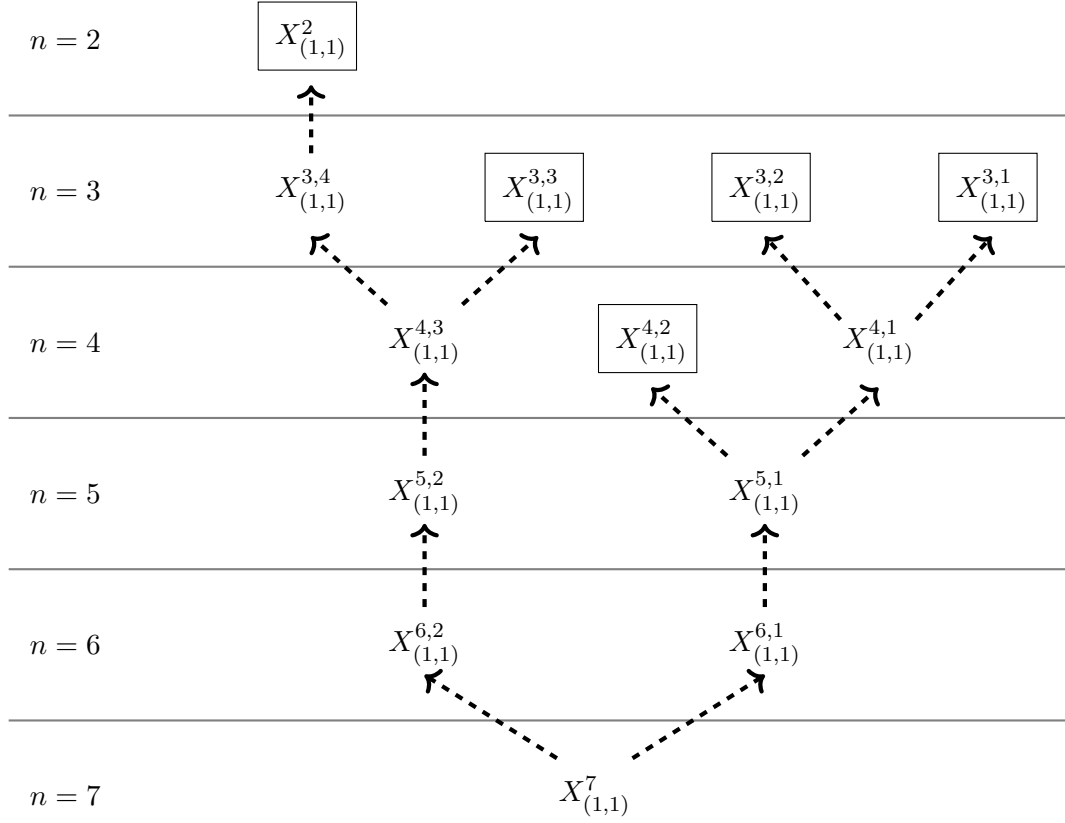 n = 2 X^2_{(1,1)}
n = 3 X^{3,4}_{(1,1)} X^{3,3}_{(1,1)} X^{3,2}_{(1,1)} X^{3,1}_{(1,1)}
n = 4 X^{4,3}_{(1,1)} X^{4,2}_{(1,1)} X^{4,1}_{(1,1)}
n = 5 X^{5,2}_{(1,1)} X^{5,1}_{(1,1)}
n = 6 X^{6,2}_{(1,1)} X^{6,1}_{(1,1)}
n = 7 X^7_{(1,1)}